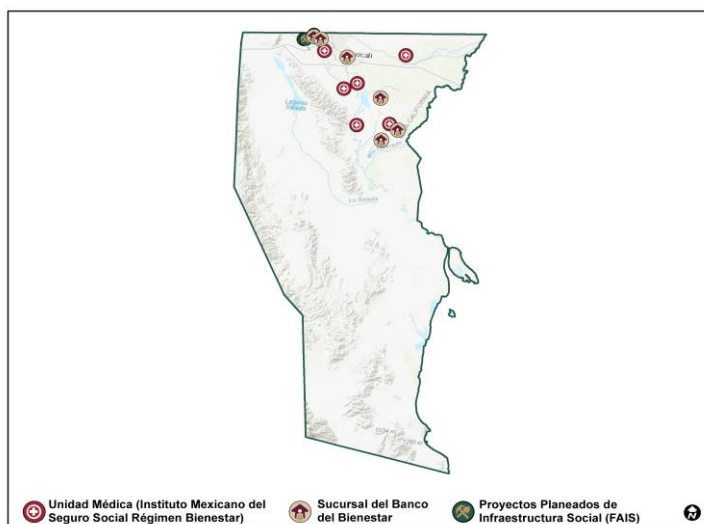 Laguna
Salada
La Salada
1034 m
Unidad Médica (Instituto Mexicano del
Seguro Social Régimen Bienestar)
Sucursal del Banco
del Bienestar
Proyectos Planeados de
Infraestructura Social (FAIS)
N